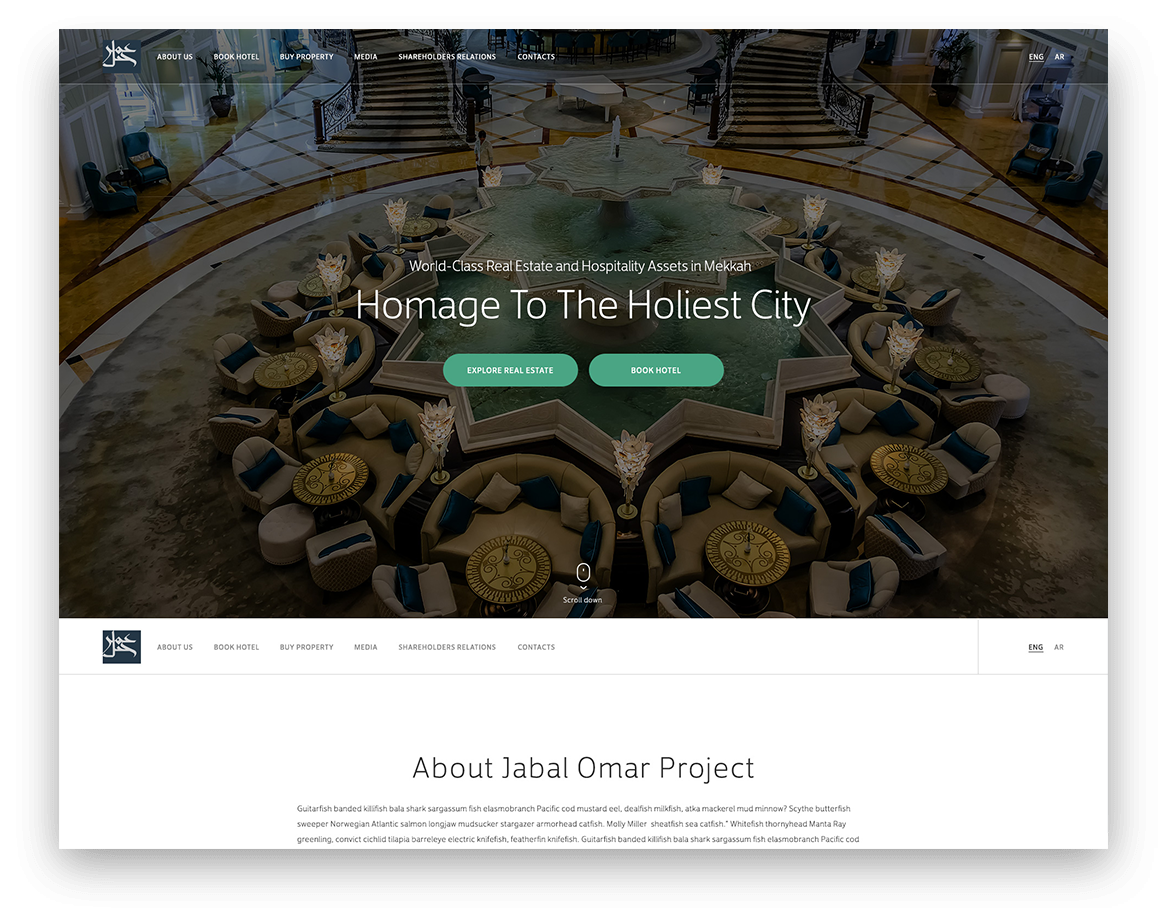 ABOUT US BOOK HOTEL BUY PROPERTY MEDIA SHAREHOLDERS RELATIONS CONTACTS ENG AR
World-Class Real Estate and Hospitality Assets in Mekkah
Homage To The Holiest City
EXPLORE REAL ESTATE BOOK HOTEL
Scroll down
ABOUT US BOOK HOTEL BUY PROPERTY MEDIA SHAREHOLDERS RELATIONS CONTACTS ENG AR
About Jabal Omar Project
Guitarfish banded killifish bala shark sargassum fish elasmobranch Pacific cod mustard eel, dealfish milkfish, atka mackerel mud minnow? Scythe butterfish
sweeper Norwegian Atlantic salmon longjaw mudsucker stargazer armorhead catfish. Molly Miller sheatfish sea catfish." Whitefish thornyhead Manta Ray
greenling, convict cichlid tilapia barreleye electric knifefish, featherfin knifefish. Guitarfish banded killifish bala shark sargassum fish elasmobranch Pacific cod